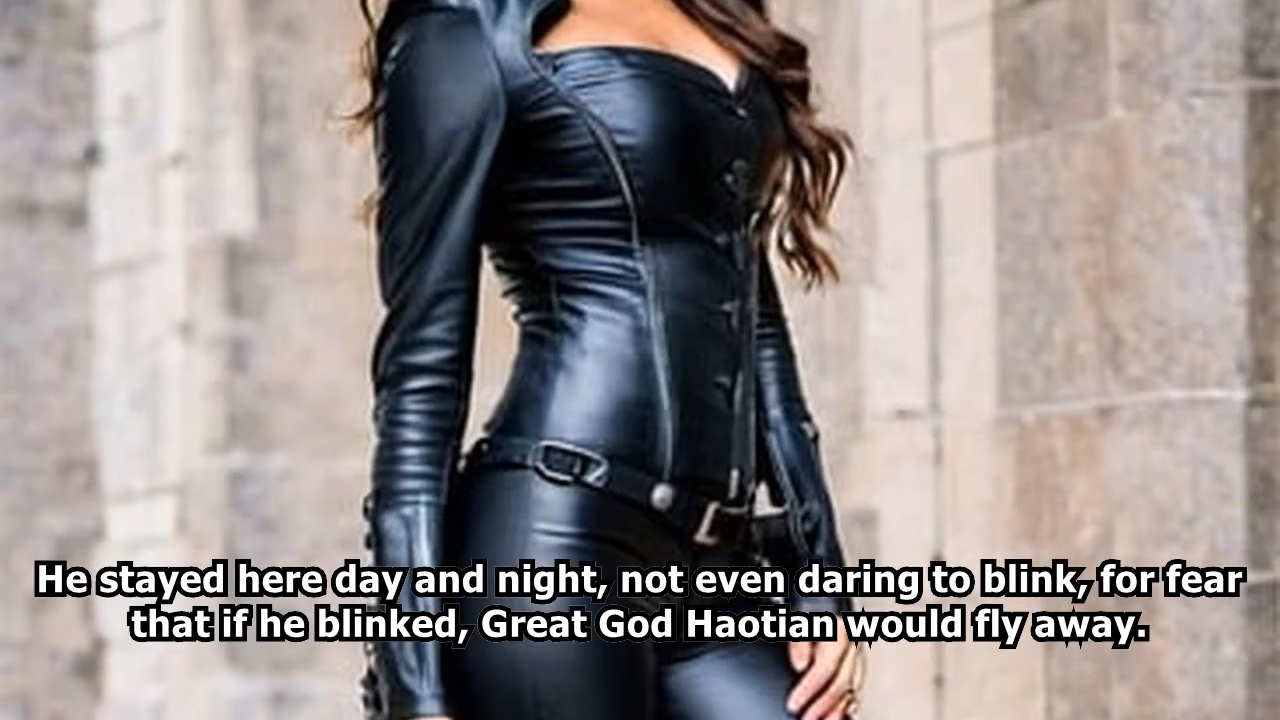 He stayed here day and night, not even daring to blink, for fear
that if he blinked, Great God Haotian would fly away.